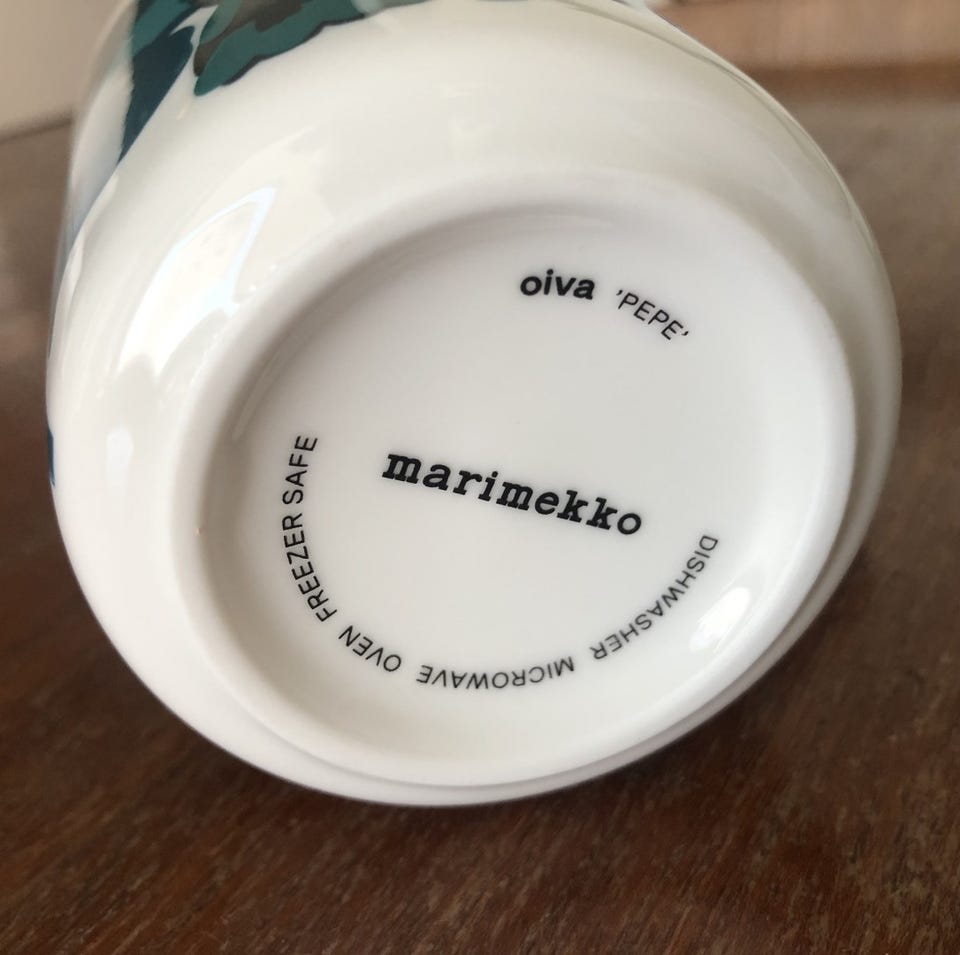 oiva 'PEPE'
marimekko
DISHWASHER MICROWAVE OVEN FREEZER SAFE